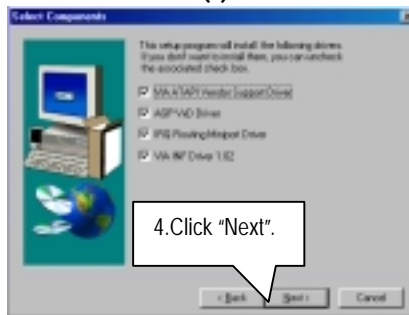 (s)
Select Components
This setup program will install the following drivers.
If you don't want to install them, you can uncheck
the associated check box.
VIA ATAPI Vendor Support Driver
AGP VxD Driver
IRQ Routing Miniport Driver
VIA INF Driver 1.02
4.Click “Next”.
< Back
Next >
Cancel